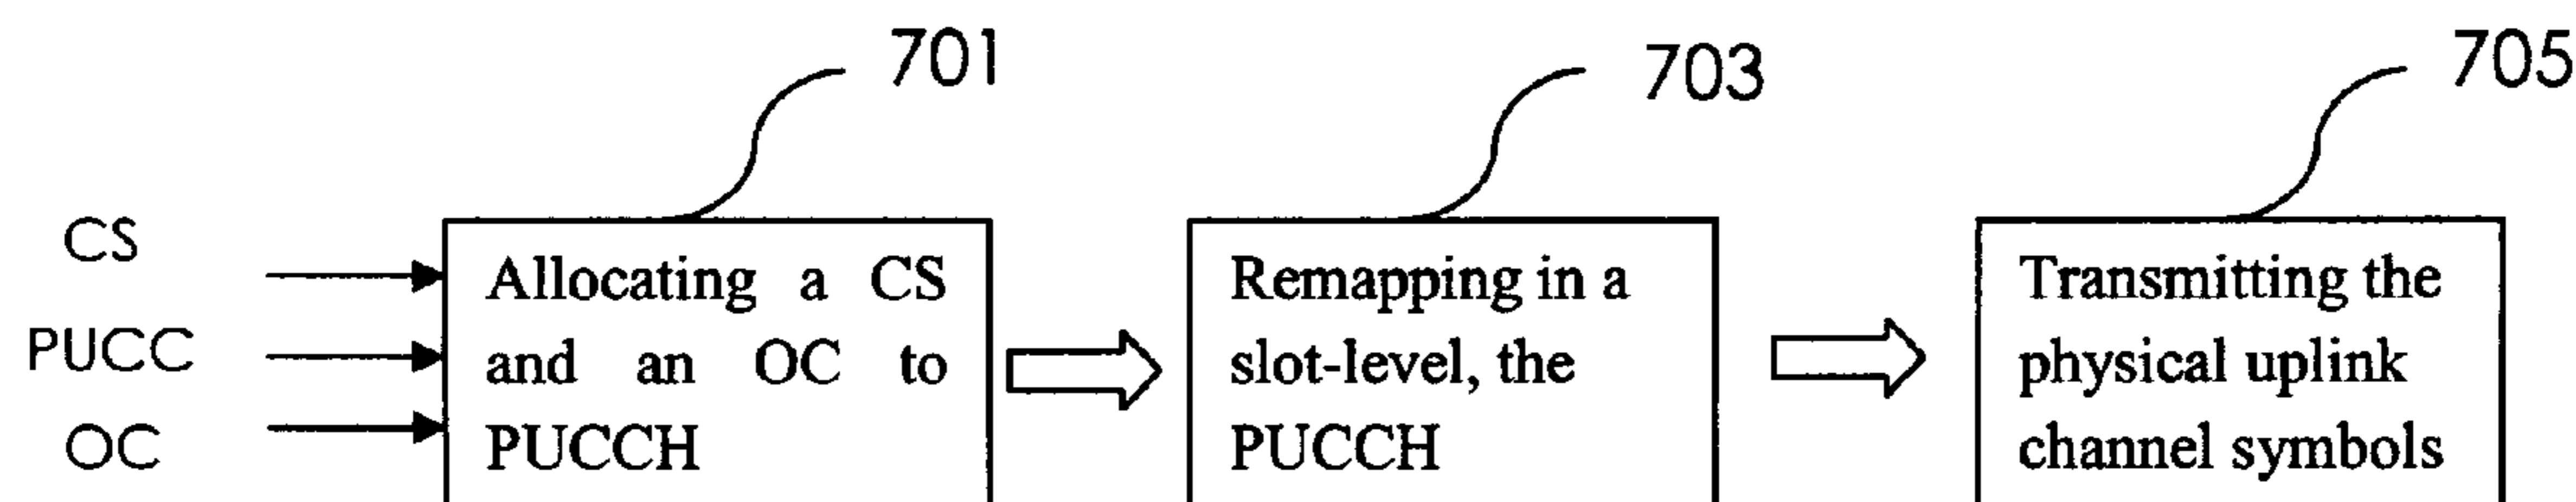 701
703
705
CS
PUCC
OC
Allocating a CS
and an OC to
PUCCH
Remapping in a
slot-level, the
PUCCH
Transmitting the
physical uplink
channel symbols